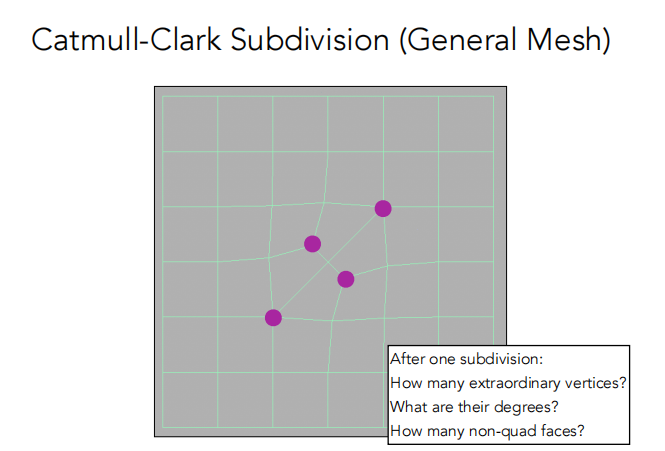 Catmull-Clark Subdivision (General Mesh)
After one subdivision:
How many extraordinary vertices?
What are their degrees?
How many non-quad faces?